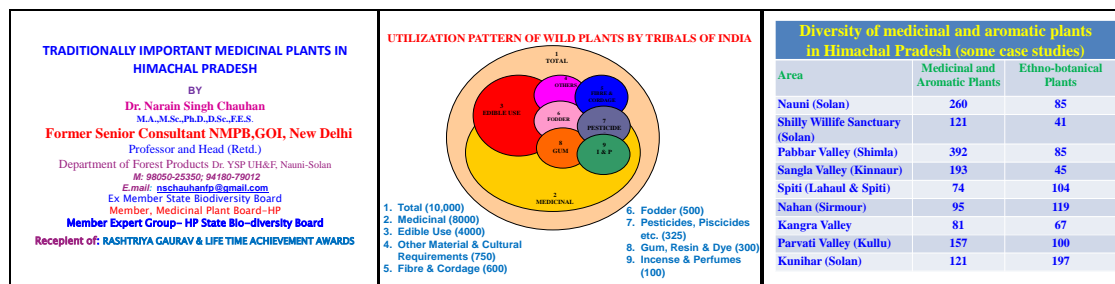 TRADITIONALLY IMPORTANT MEDICINAL PLANTS IN
HIMACHAL PRADESH
BY
Dr. Narain Singh Chauhan
M.A.,M.Sc.,Ph.D.,D.Sc.,F.E.S.
Former Senior Consultant NMPB,GOI, New Delhi
Professor and Head (Retd.)
Department of Forest Products Dr. YSP UH&F, Nauni-Solan
M: 98050-25350; 94180-79012
E.mail: nschauhanfp@gmail.com
Ex Member State Biodiversity Board
Member, Medicinal Plant Board-HP
Member Expert Group– HP State Bio-diversity Board
Recepient of: RASHTRIYA GAURAV & LIFE TIME ACHIEVEMENT AWARDS
UTILIZATION PATTERN OF WILD PLANTS BY TRIBALS OF INDIA
1
TOTAL
OTHERS
3
EDIBLE USE
6
FODDER
7
PESTICIDE
8
GUM
9
I & P
2
MEDICINAL
1. Total (10,000)
2. Medicinal (8000)
3. Edible Use (4000)
4. Other Material & Cultural
Requirements (750)
5. Fibre & Cordage (600)
6. Fodder (500)
7. Pesticides, Piscicides
etc. (325)
8. Gum, Resin & Dye (300)
9. Incense & Perfumes
(100)
Diversity of medicinal and aromatic plants
in Himachal Pradesh (some case studies)
Area Medicinal and Aromatic Plants Ethno-botanical Plants
Nauni (Solan) 260 85
Shilly Willife Sanctuary (Solan) 121 41
Pabbar Valley (Shimla) 392 85
Sangla Valley (Kinnaur) 193 45
Spiti (Lahaul & Spiti) 74 104
Nahan (Sirmour) 95 119
Kangra Valley 81 67
Parvati Valley (Kullu) 157 100
Kunihar (Solan) 121 197